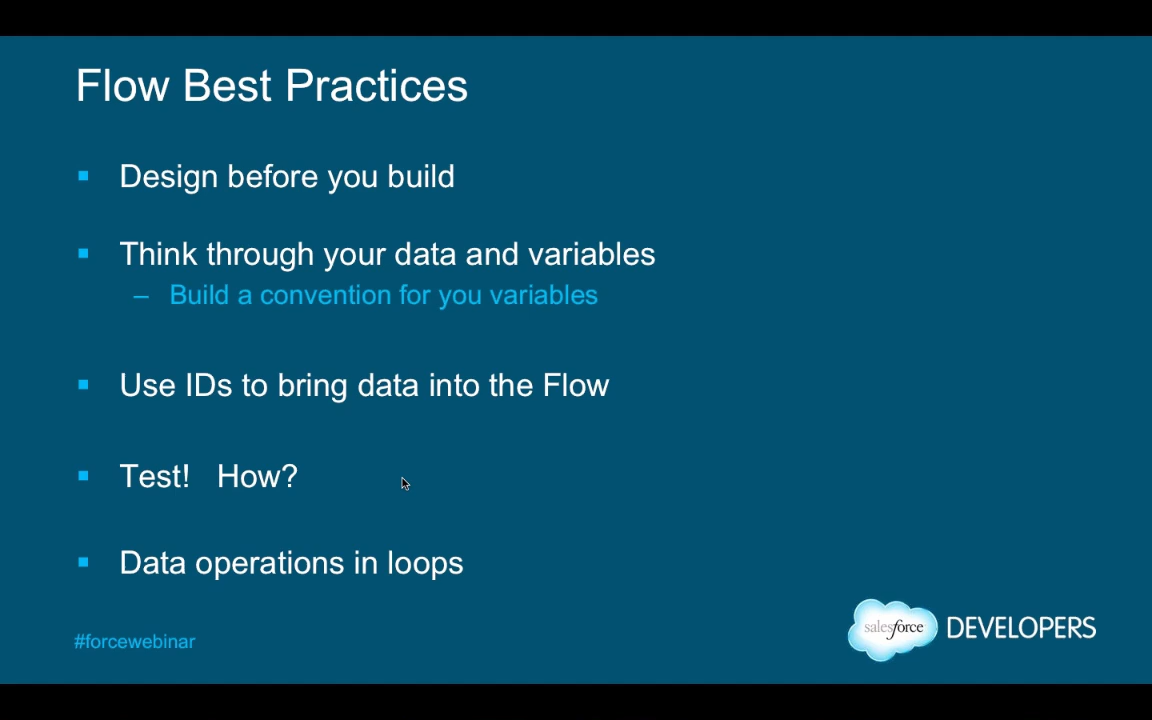 Flow Best Practices
Design before you build
Think through your data and variables
– Build a convention for you variables
Use IDs to bring data into the Flow
Test! How?
Data operations in loops
#forcewebinar
salesforce DEVELOPERS